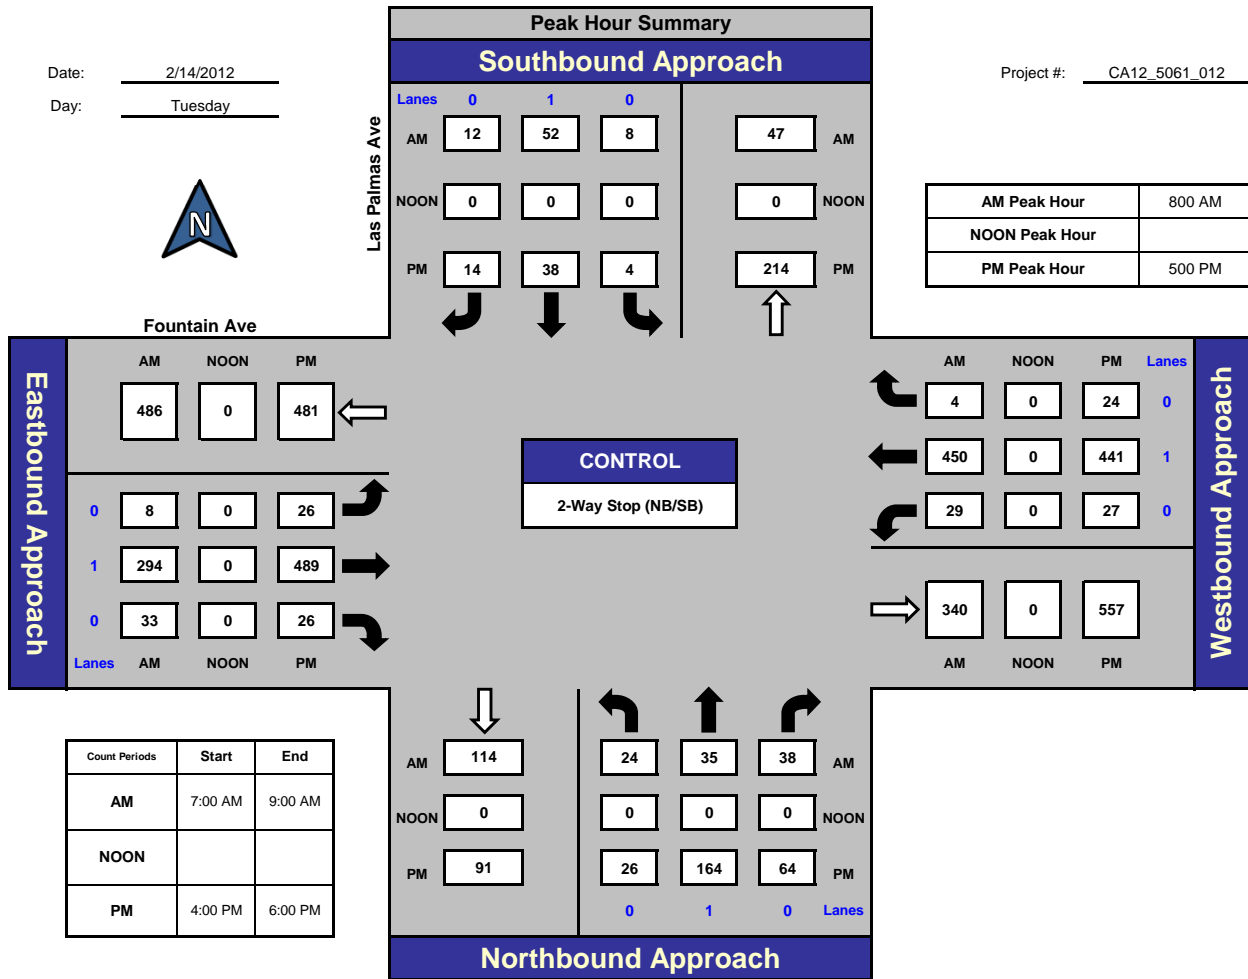 Peak Hour Summary
Southbound Approach
Date: 2/14/2012
Project #: CA12_5061_012
Day: Tuesday
Lanes 0 1 0
AM 12 52 8 47 AM
Las Palmas Ave
NOON 0 0 0 0 NOON
PM 14 38 4 214 PM
N
AM Peak Hour 800 AM
NOON Peak Hour
PM Peak Hour 500 PM
Fountain Ave
Eastbound Approach
AM NOON PM
486 0 481
0 8 0 26
1 294 0 489
0 33 0 26
Lanes AM NOON PM
CONTROL
2-Way Stop (NB/SB)
AM NOON PM Lanes
4 0 24 0
450 0 441 1
29 0 27 0
340 0 557
AM NOON PM
Westbound Approach
Count Periods Start End
AM 7:00 AM 9:00 AM
NOON
PM 4:00 PM 6:00 PM
AM 114 24 35 38 AM
NOON 0 0 0 0 NOON
PM 91 26 164 64 PM
0 1 0 Lanes
Northbound Approach